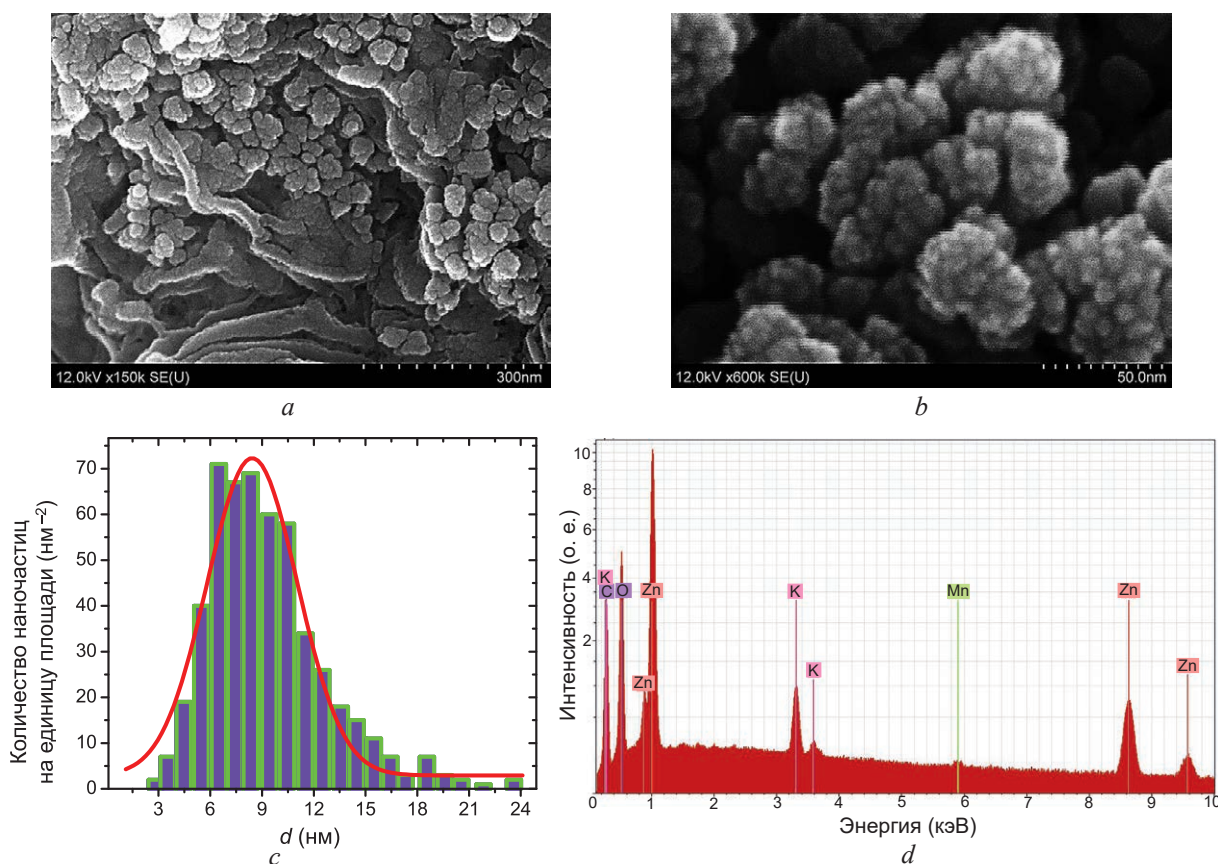 12.0kV x150k SE(U) 300nm
a
12.0kV x600k SE(U) 50.0nm
b
Количество наночастиц
на единицу площади (нм⁻²)
70
60
50
40
30
20
10
0
3 6 9 12 15 18 21 24
d (нм)
c
Интенсивность (о. е.)
10
8
6
4
2
K
C O Zn K Mn Zn
Zn K Zn
0 1 2 3 4 5 6 7 8 9 10
Энергия (кэВ)
d